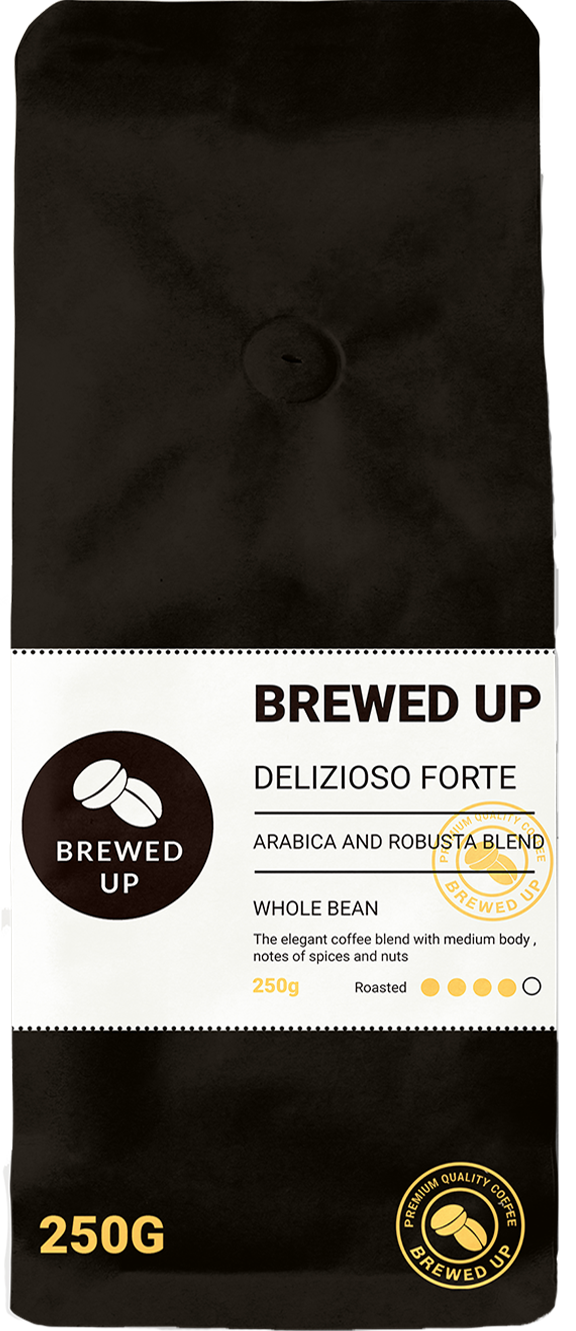 BREWED UP
DELIZIOSO FORTE
ARABICA AND ROBUSTA BLEND
PREMIUM QUALITY COFFEE
BREWED UP
BREWED
UP
WHOLE BEAN
The elegant coffee blend with medium body ,
notes of spices and nuts
250g
Roasted
250G
PREMIUM QUALITY COFFEE
BREWED UP